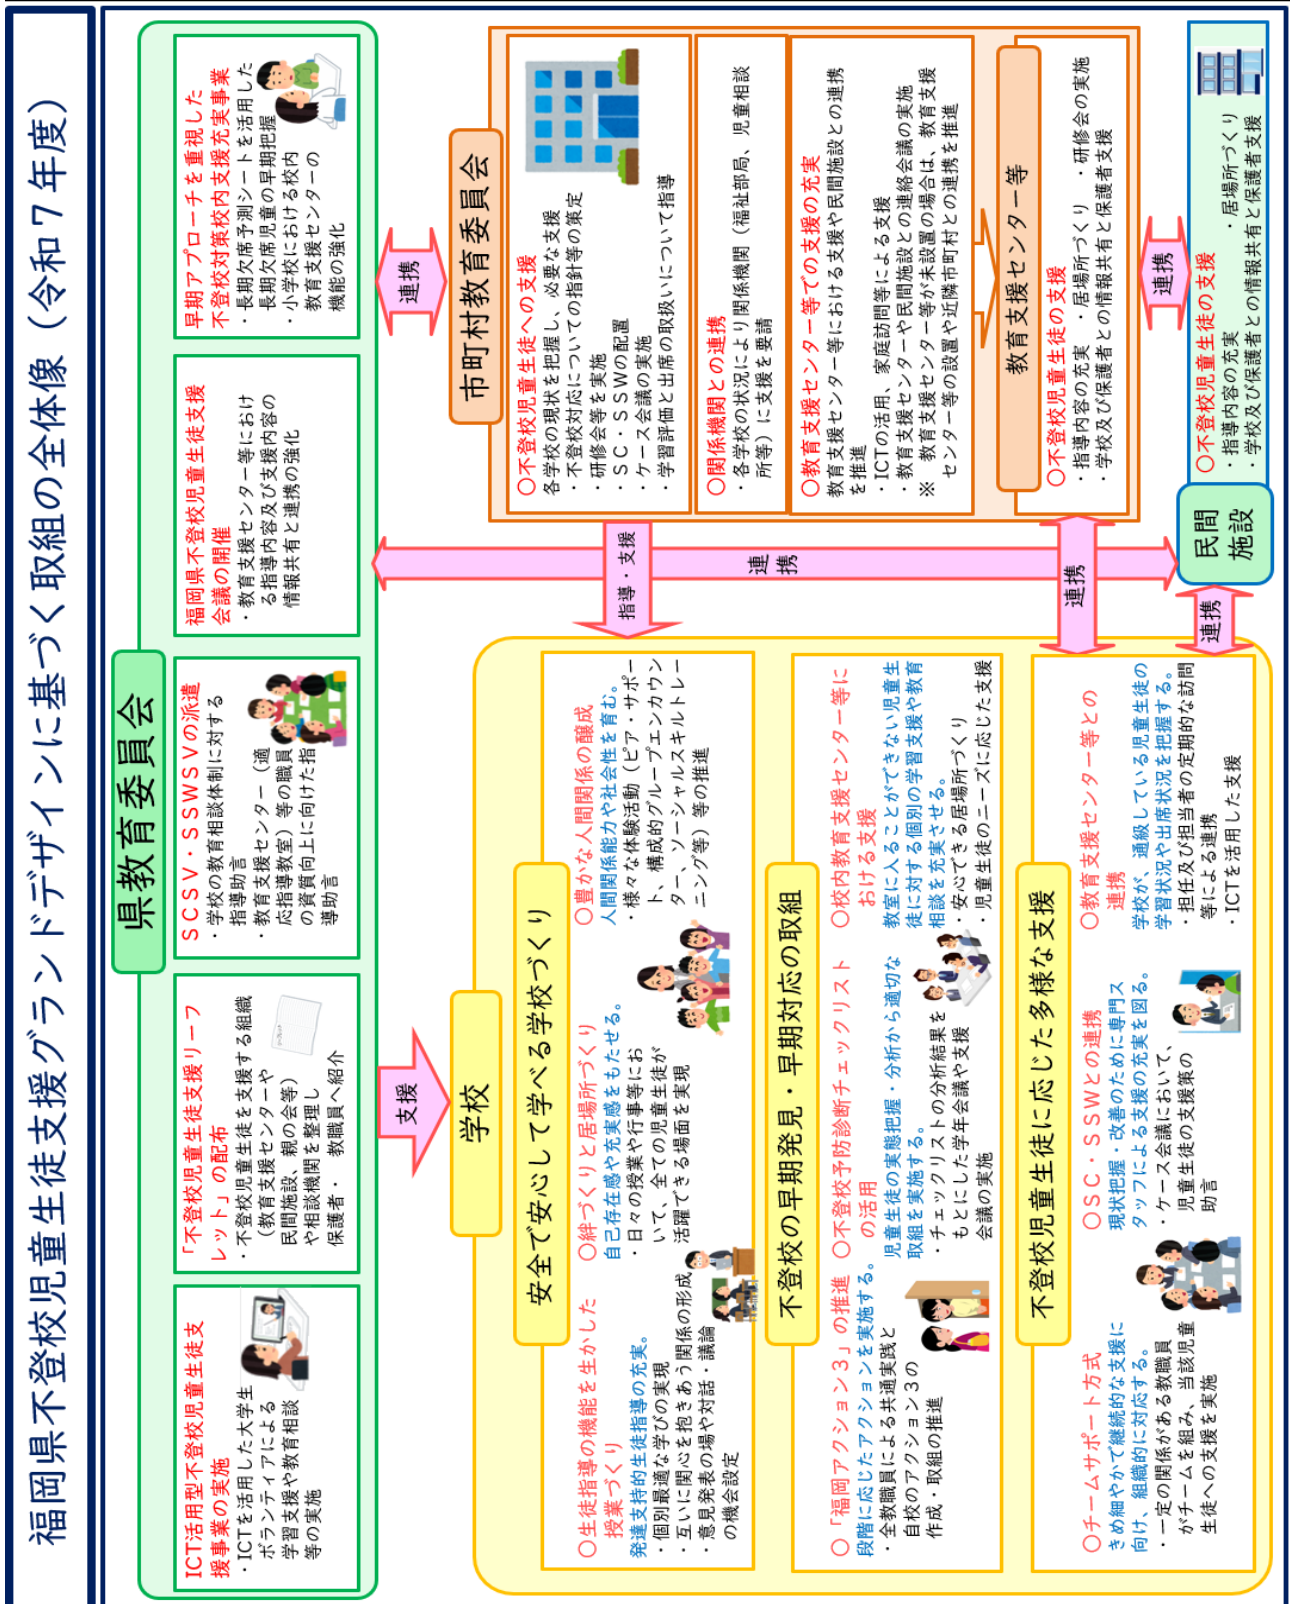 福岡県不登校児童生徒支援グランドデザインに基づく取組の全体像（令和７年度）
県教育委員会
ICT活用型不登校児童生徒支
援事業の実施
・ICTを活用した大学生
ボランティアによる
学習支援や教育相談
等の実施
「不登校児童生徒支援リーフ
レット」の配布
・不登校児童生徒を支援する組織
（教育支援センターや
民間施設、親の会等）
や相談機関を整理し
保護者・　教職員へ紹介
ＳＣＳＶ・ＳＳＷＳＶの派遣
・学校の教育相談体制に対する
指導助言
・教育支援センター（適
応指導教室）等の職員
の資質向上に向けた指
導助言
福岡県不登校児童生徒支援
会議の開催
・教育支援センター等におけ
る指導内容及び支援内容の
情報共有と連携の強化
早期アプローチを重視した
不登校対策校内支援充実事業
・長期欠席予測シートを活用した
長期欠席児童の早期把握
・小学校における校内
教育支援センターの
機能の強化
支援
連携
連携
指導・支援
学校
安全で安心して学べる学校づくり
〇生徒指導の機能を生かした
授業づくり
発達支持的生徒指導の充実。
・個別最適な学びの実現
・互いに関心を抱きあう関係の形成
・意見発表の場や対話・議論
の機会設定
〇絆づくりと居場所づくり
自己存在感や充実感をもたせる。
・日々の授業や行事等にお
いて、全ての児童生徒が
活躍できる場面を実現
〇豊かな人間関係の醸成
人間関係能力や社会性を育む。
・様々な体験活動（ピア・サポー
ト、構成的グループエンカウン
ター、ソーシャルスキルトレー
ニング等）等の推進
不登校の早期発見・早期対応の取組
〇「福岡アクション３」の推進
段階に応じたアクションを実施する。
・全教職員による共通実践と
自校のアクション３の
作成・取組の推進
〇不登校予防診断チェックリスト
の活用
児童生徒の実態把握・分析から適切な
取組を実施する。
・チェックリストの分析結果を
もとにした学年会議や支援
会議の実施
〇校内教育支援センター等に
おける支援
教室に入ることができない児童生
徒に対する個別の学習支援や教育
相談を充実させる。
・安心できる居場所づくり
・児童生徒のニーズに応じた支援
不登校児童生徒に応じた多様な支援
〇チームサポート方式
きめ細やかで継続的な支援に
向け、組織的に対応する。
・一定の関係がある教職員
がチームを組み、当該児童
生徒への支援を実施
〇ＳＣ・ＳＳＷとの連携
現状把握・改善のために専門ス
タッフによる支援の充実を図る。
・ケース会議において、
児童生徒の支援策の
助言
〇教育支援センター等との
連携
学校が、通級している児童生徒の
学習状況や出席状況を把握する。
・担任及び担当者の定期的な訪問
等による連携
・ICTを活用した支援
市町村教育委員会
〇不登校児童生徒への支援
各学校の現状を把握し、必要な支援
・不登校対応についての指針等の策定
・研修会等を実施
・ＳＣ・ＳＳＷの配置
・ケース会議の実施
・学習評価と出席の取扱いについて指導
〇関係機関との連携
・各学校の状況により関係機関（福祉部局、児童相談
所等）に支援を要請
〇教育支援センター等での支援の充実
教育支援センター等における支援や民間施設との連携
を推進
・ICTの活用、家庭訪問等による支援
・教育支援センターや民間施設との連絡会議の実施
※　教育支援センター等が未設置の場合は、教育支援
センター等の設置や近隣市町村との連携を推進
教育支援センター等
〇不登校児童生徒の支援
・指導内容の充実　・居場所づくり　・研修会の実施
・学校及び保護者との情報共有と保護者支援
連携
連携
連携
民間
施設
〇不登校児童生徒の支援
・指導内容の充実　　　　・居場所づくり
・学校及び保護者との情報共有と保護者支援